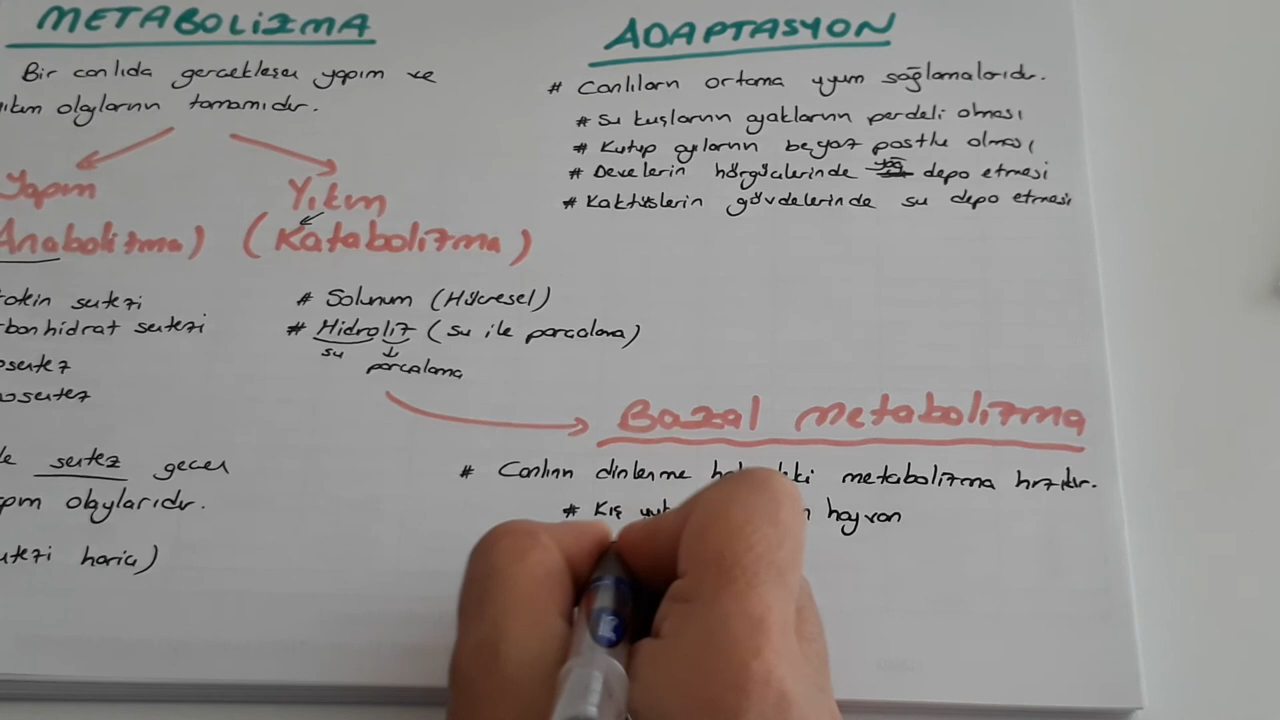 METABOLİZMA
Bir canlıda gerçekleşen yapım ve
yıkım olaylarının tamamıdır.
Yapım
Yıkım
(Anabolizma)
(Katabolizma)
protein sentezi
karbonhidrat sentezi
# Solunum (Hücresel)
# Hidroliz (su ile parçalama)
su
parçalama
sentez geçen
yapım olaylarıdır.
sentezi hariç)
ADAPTASYON
# Canlıların ortama uyum sağlamalarıdır.
# Su kuşlarının ayaklarının perdeli olması
# Kutup ayılarının beyaz postlu olması
# Develerin hörgüçlerinde yağ depo etmesi
# Kaktüslerin gövdelerinde su depo etmesi
Bazal metabolizma
# Canlının dinlenme metabolizma hızıdır.
# Kış hayvan
K